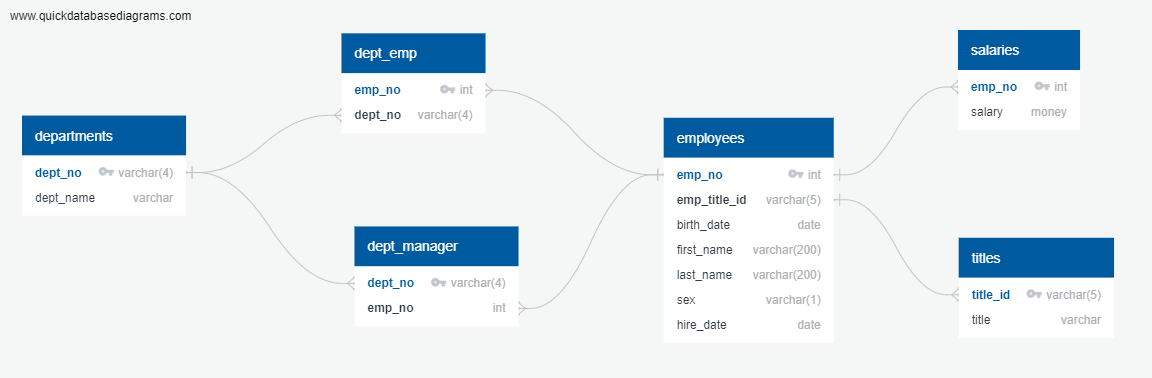 www.quickdatabasediagrams.com
departments
dept_no varchar(4)
dept_name varchar
dept_emp
emp_no int
dept_no varchar(4)
dept_manager
dept_no varchar(4)
emp_no int
employees
emp_no int
emp_title_id varchar(5)
birth_date date
first_name varchar(200)
last_name varchar(200)
sex varchar(1)
hire_date date
salaries
emp_no int
salary money
titles
title_id varchar(5)
title varchar